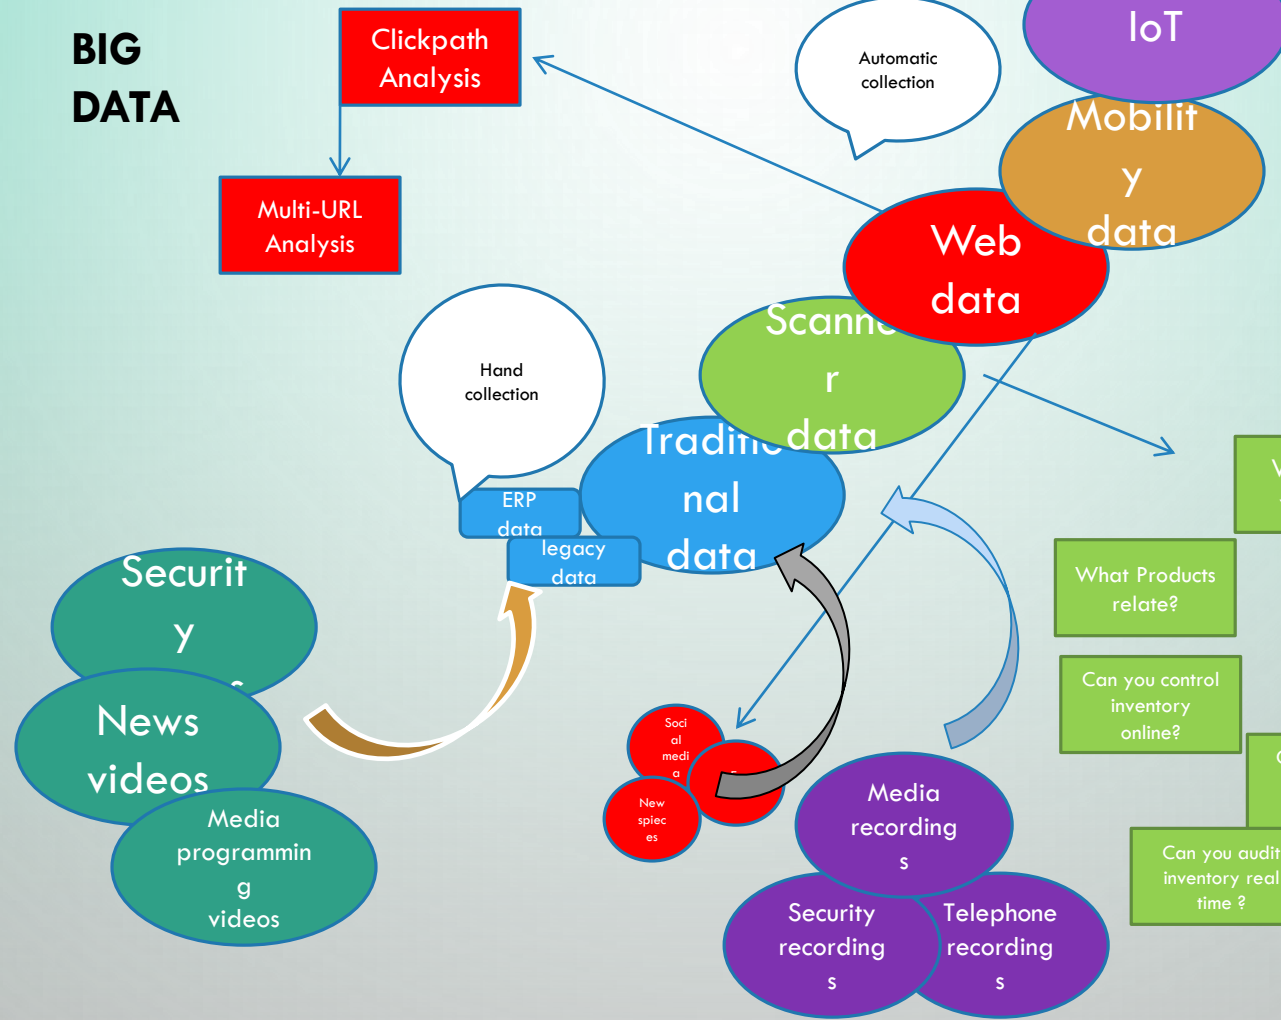 BIG
DATA
Clickpath
Analysis
Multi-URL
Analysis
Automatic
collection
IoT
Mobilit
y
data
Web
data
Scanne
r
data
Hand
collection
Traditio
nal
data
ERP
data
legacy
data
Securit
y
News
videos
Media
programmin
g
videos
Soci
al
medi
a
New
spiec
es
Media
recording
s
Security
recording
s
Telephone
recording
s
What Products
relate?
Can you control
inventory
online?
Can you audit
inventory real
time ?